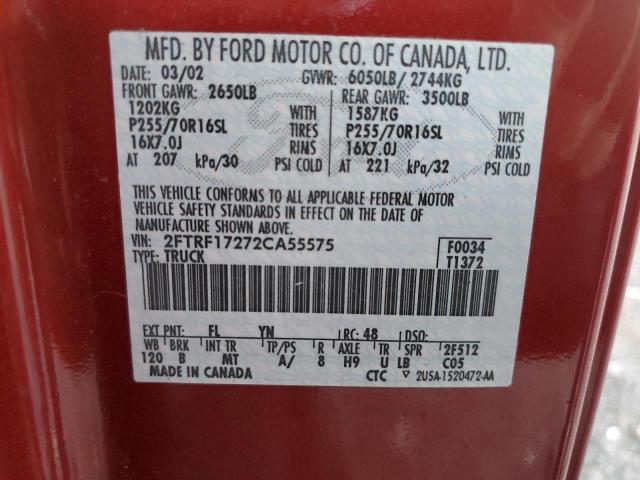 MFD. BY FORD MOTOR CO. OF CANADA, LTD.
DATE: 03/02 GVWR: 6050LB/ 2744KG
FRONT GAWR: 2650LB REAR GAWR: 3500LB
1202KG WITH 1587KG WITH
P255/70R16SL TIRES P255/70R16SL TIRES
16X7.0J RIMS 16X7.0J RIMS
AT 207 kPa/30 PSI COLD AT 221 kPa/32 PSI COLD
THIS VEHICLE CONFORMS TO ALL APPLICABLE FEDERAL MOTOR
VEHICLE SAFETY STANDARDS IN EFFECT ON THE DATE OF
MANUFACTURE SHOWN ABOVE.
VIN: 2FTRF17272CA55575 F0034
TYPE: TRUCK T1372
EXT PNT: FL YN RC: 48 DSO:
WB BRK INT TR TP/PS R AXLE TR SPR 2F512
120 B MT A/ 8 H9 U LB C05
MADE IN CANADA CTC ▽ 2U5A-1520472-AA